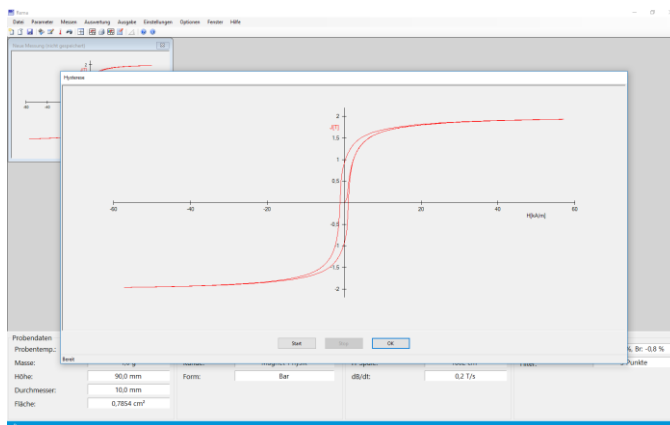 Remu
Datei Parameter Messen Auswertung Ausgabe Einstellungen Optionen Fenster Hilfe
Neue Messung (nicht gespeichert)
2
-60 -40
Hysterese
J[T]
2
1.5
1
0.5
-60 -40 -20 20 40 60
H[kA/m]
-0.5
-1
-1.5
-2
Start Stop OK
Bereit
Probendaten
Probentemp.:
%, Br: -0,8 %
Masse:
Punkte
Höhe: 90,0 mm Form: Bar dB/dt: 0,2 T/s
Durchmesser: 10,0 mm
Fläche: 0,7854 cm²